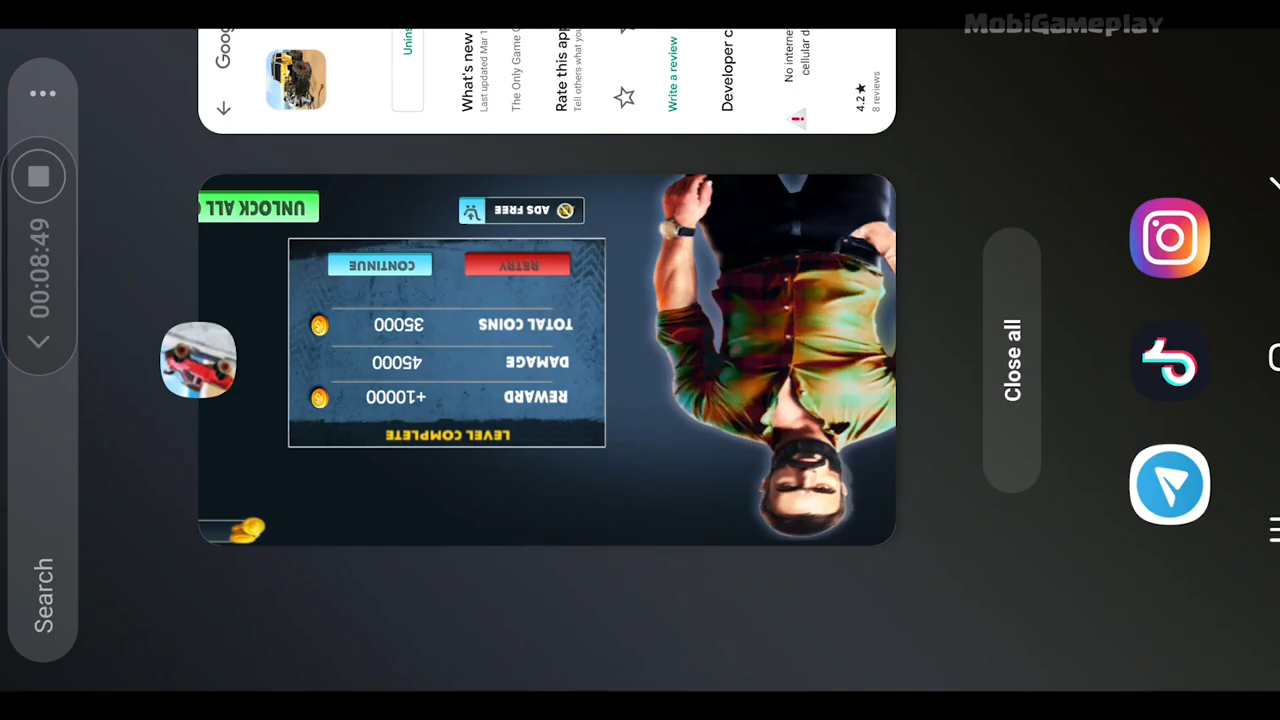 MobiGameplay
Search
00:08:49
Goog
Unins
What's new
Last updated Mar 1
The Only Game
Rate this app
Tell others what you
Write a review
Developer c
No interne
cellular d
4.2★
8 reviews
UNLOCK ALL
ADS FREE
LEVEL COMPLETE
REWARD +10000
DAMAGE 45000
TOTAL COINS 35000
RETRY CONTINUE
Close all